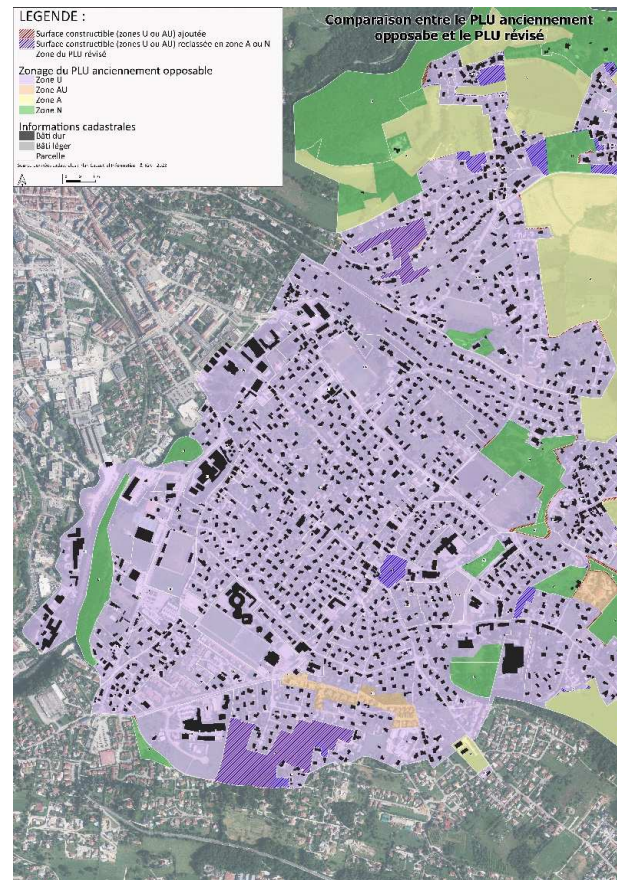 Comparaison entre le PLU anciennement
opposabe et le PLU révisé
LEGENDE :
Surface constructible (zones U ou AU) ajoutée
Surface constructible (zones U ou AU) reclassée en zone A ou N
Zone du PLU révisé
Zonage du PLU anciennement opposable
Zone U
Zone AU
Zone A
Zone N
Informations cadastrales
Bâti dur
Bâti léger
Parcelle